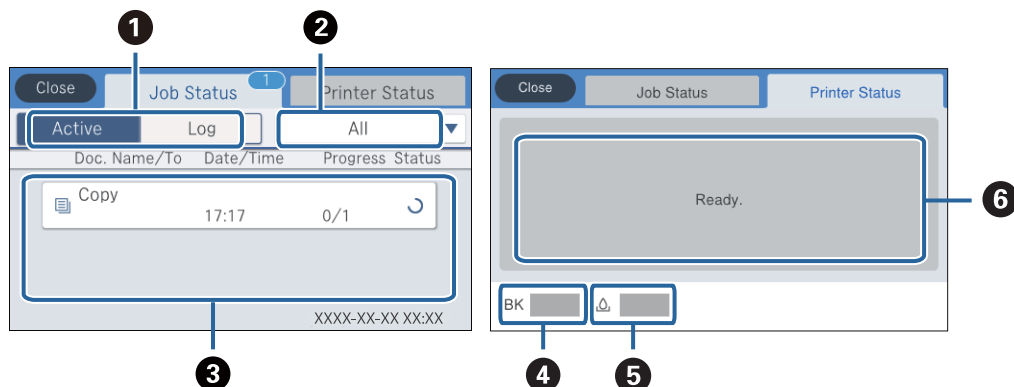 1 2
Close Job Status 1 Printer Status
Active Log All
Doc. Name/To Date/Time Progress Status
Copy
17:17 0/1
XXXX-XX-XX XX:XX
3
Close Job Status Printer Status
Ready.
6
BK
4 5